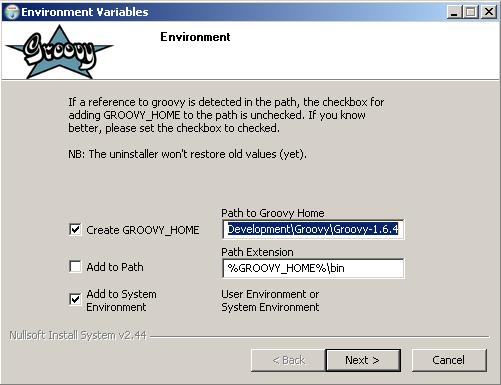 Environment Variables
Groovy
Environment
If a reference to groovy is detected in the path, the checkbox for
adding GROOVY_HOME to the path is unchecked. If you know
better, please set the checkbox to checked.
NB: The uninstaller won't restore old values (yet).
Path to Groovy Home
Create GROOVY_HOME
Development\Groovy\Groovy-1.6.4
Path Extension
Add to Path
%GROOVY_HOME%\bin
Add to System
Environment
User Environment or
System Environment
Nullsoft Install System v2.44
< Back
Next >
Cancel